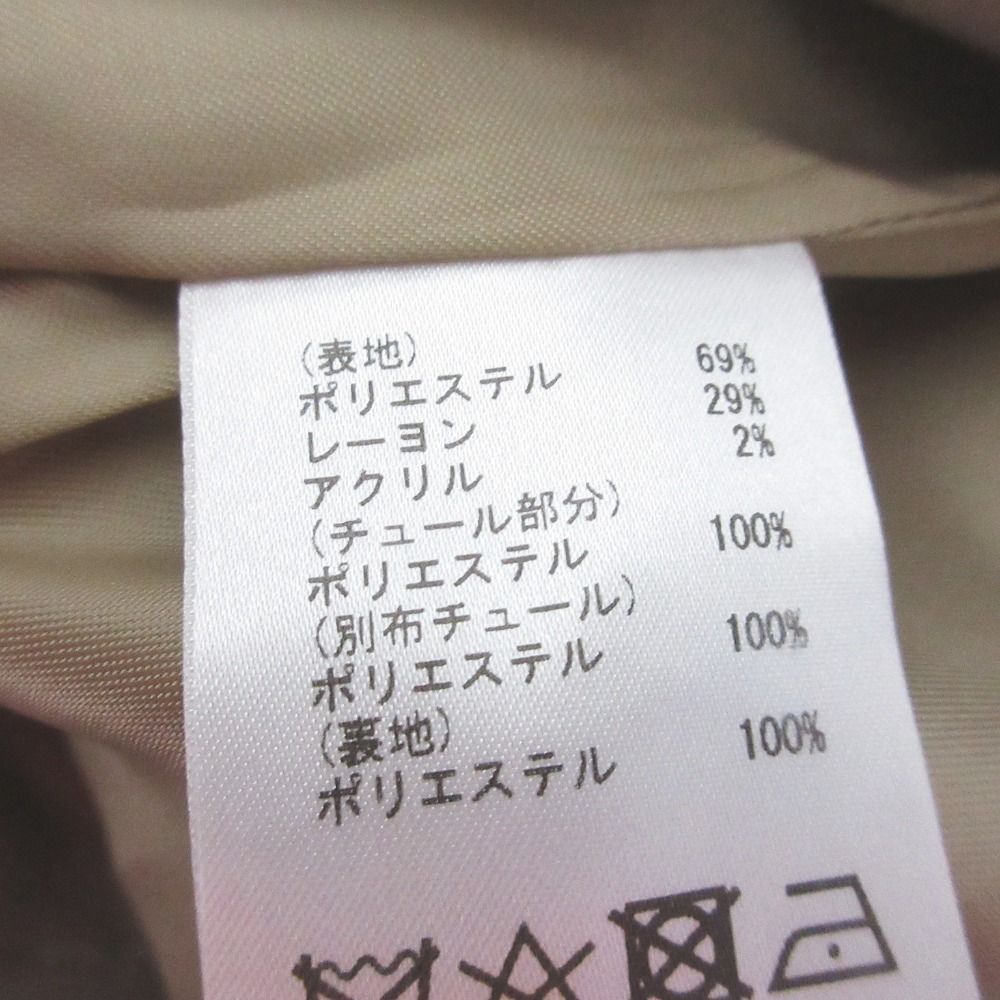 (表地)
ポリエステル 69%
レーヨン 29%
アクリル 2%
(チュール部分)
ポリエステル 100%
(別布チュール)
ポリエステル 100%
(裏地)
ポリエステル 100%